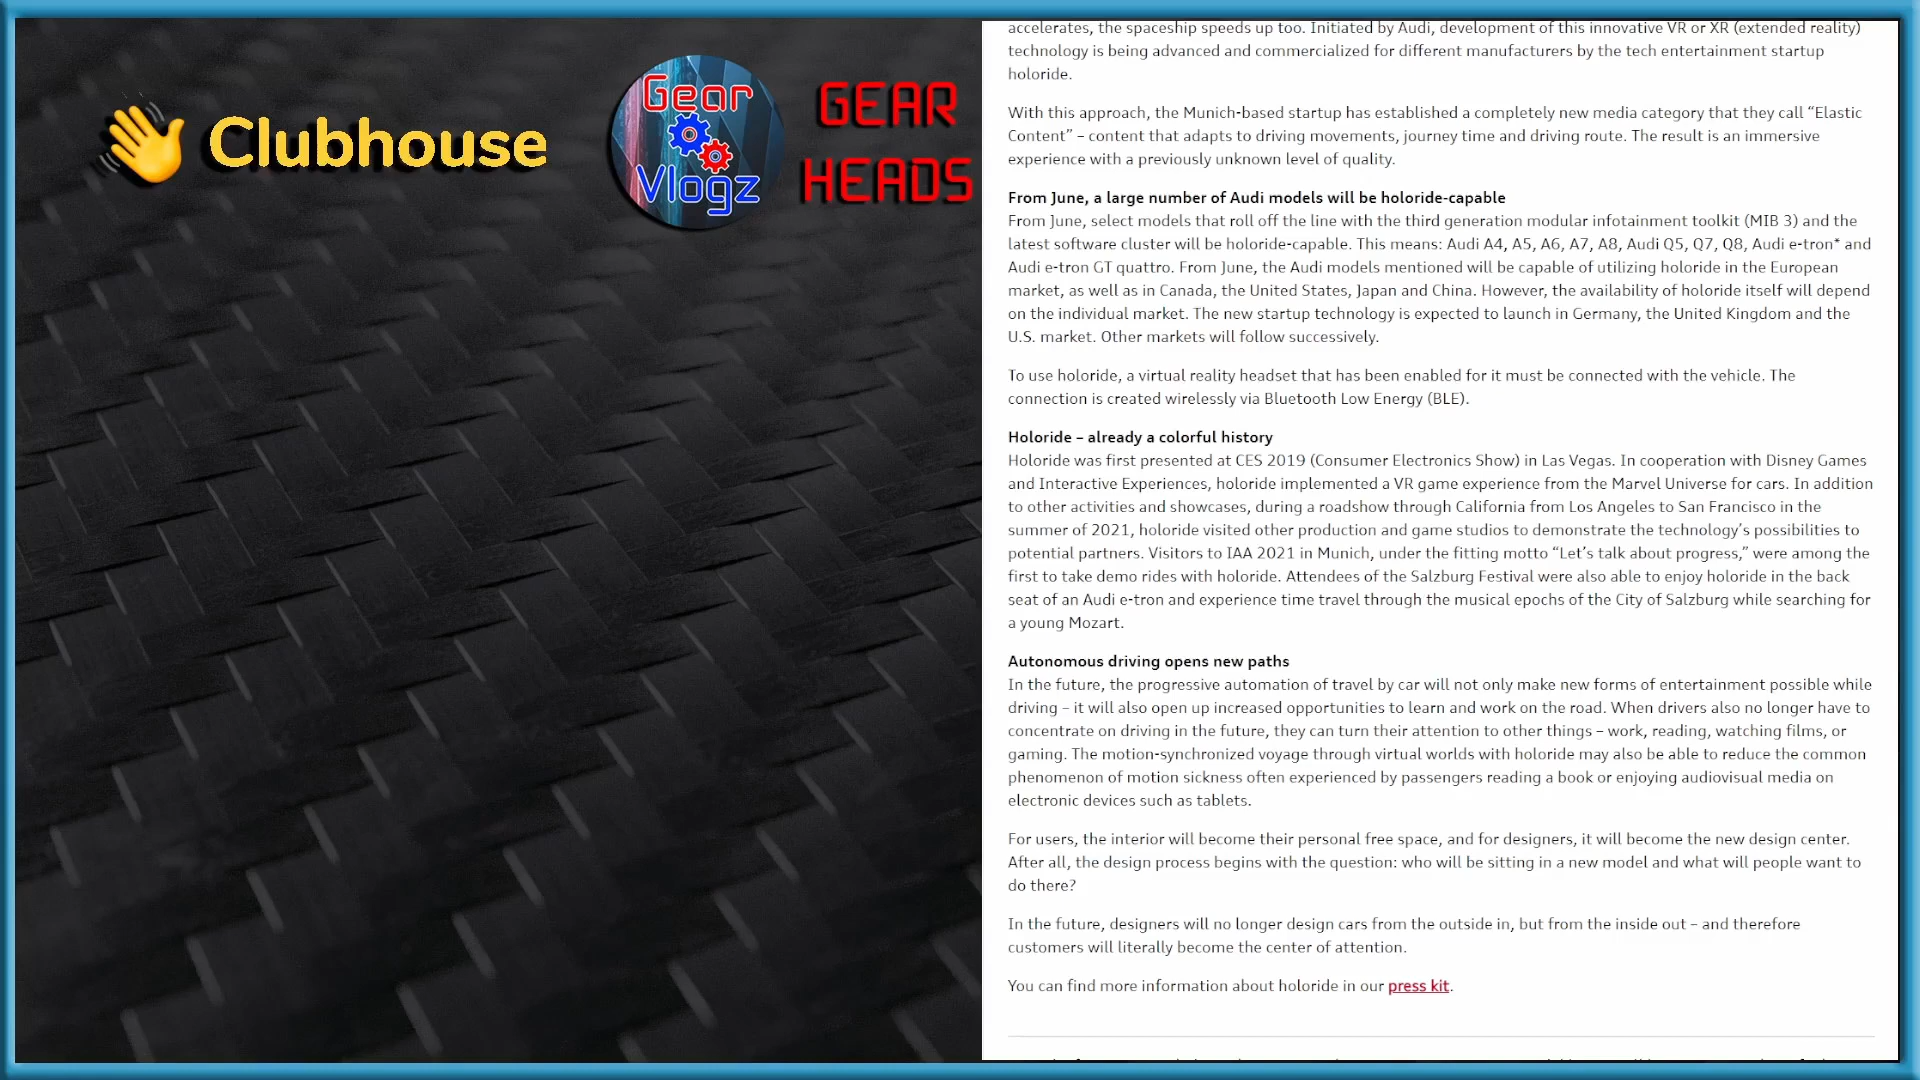 Clubhouse
Gear
Vlogz
GEAR
HEADS
accelerates, the spaceship speeds up too. Initiated by Audi, development of this innovative VR or XR (extended reality)
technology is being advanced and commercialized for different manufacturers by the tech entertainment startup
holoride.
With this approach, the Munich-based startup has established a completely new media category that they call “Elastic
Content” – content that adapts to driving movements, journey time and driving route. The result is an immersive
experience with a previously unknown level of quality.
From June, a large number of Audi models will be holoride-capable
From June, select models that roll off the line with the third generation modular infotainment toolkit (MIB 3) and the
latest software cluster will be holoride-capable. This means: Audi A4, A5, A6, A7, A8, Audi Q5, Q7, Q8, Audi e-tron* and
Audi e-tron GT quattro. From June, the Audi models mentioned will be capable of utilizing holoride in the European
market, as well as in Canada, the United States, Japan and China. However, the availability of holoride itself will depend
on the individual market. The new startup technology is expected to launch in Germany, the United Kingdom and the
U.S. market. Other markets will follow successively.
To use holoride, a virtual reality headset that has been enabled for it must be connected with the vehicle. The
connection is created wirelessly via Bluetooth Low Energy (BLE).
Holoride – already a colorful history
Holoride was first presented at CES 2019 (Consumer Electronics Show) in Las Vegas. In cooperation with Disney Games
and Interactive Experiences, holoride implemented a VR game experience from the Marvel Universe for cars. In addition
to other activities and showcases, during a roadshow through California from Los Angeles to San Francisco in the
summer of 2021, holoride visited other production and game studios to demonstrate the technology’s possibilities to
potential partners. Visitors to IAA 2021 in Munich, under the fitting motto “Let’s talk about progress,” were among the
first to take demo rides with holoride. Attendees of the Salzburg Festival were also able to enjoy holoride in the back
seat of an Audi e-tron and experience time travel through the musical epochs of the City of Salzburg while searching for
a young Mozart.
Autonomous driving opens new paths
In the future, the progressive automation of travel by car will not only make new forms of entertainment possible while
driving – it will also open up increased opportunities to learn and work on the road. When drivers also no longer have to
concentrate on driving in the future, they can turn their attention to other things – work, reading, watching films, or
gaming. The motion-synchronized voyage through virtual worlds with holoride may also be able to reduce the common
phenomenon of motion sickness often experienced by passengers reading a book or enjoying audiovisual media on
electronic devices such as tablets.
For users, the interior will become their personal free space, and for designers, it will become the new design center.
After all, the design process begins with the question: who will be sitting in a new model and what will people want to
do there?
In the future, designers will no longer design cars from the outside in, but from the inside out – and therefore
customers will literally become the center of attention.
You can find more information about holoride in our press kit.